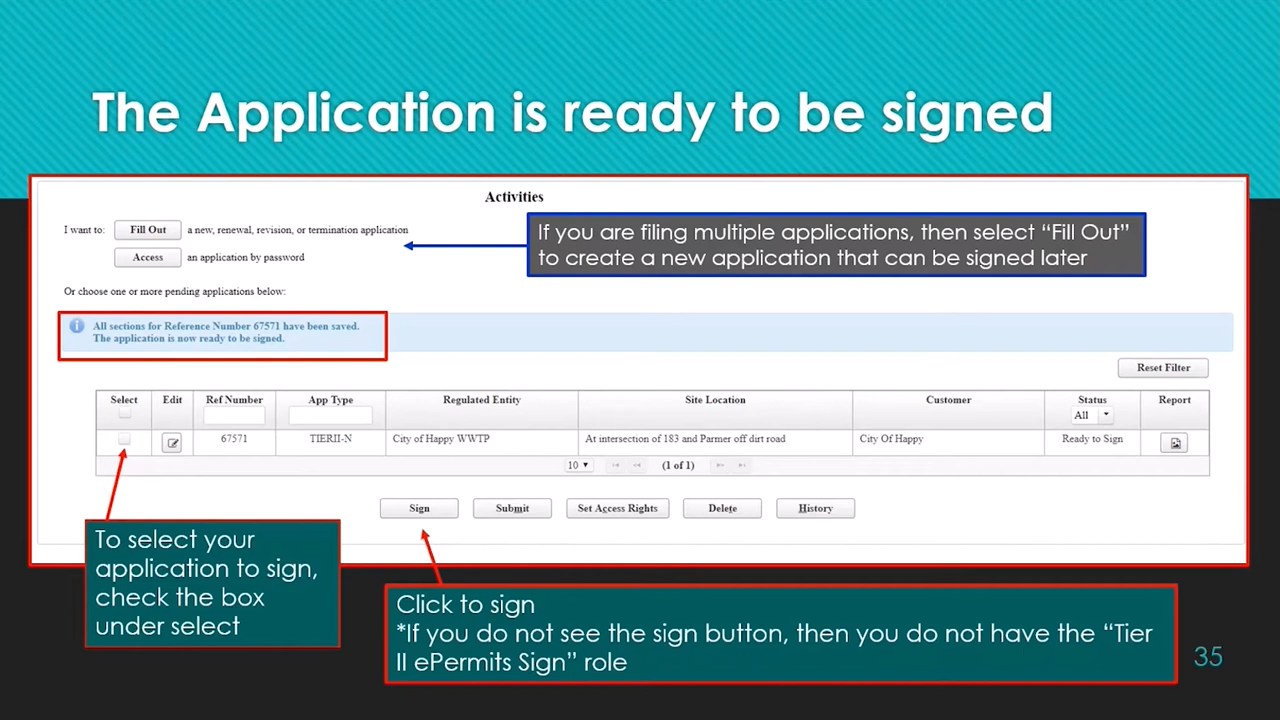 The Application is ready to be signed
Activities
I want to: Fill Out a new, renewal, revision, or termination application
Access an application by password
If you are filing multiple applications, then select “Fill Out”
to create a new application that can be signed later
Or choose one or more pending applications below:
All sections for Reference Number 67571 have been saved.
The application is now ready to be signed.
Reset Filter
Select Edit Ref Number App Type Regulated Entity Site Location Customer Status Report
All
67571 TIERII-N City of Happy WWTP At intersection of 183 and Parmer off dirt road City Of Happy Ready to Sign
10 (1 of 1)
Sign Submit Set Access Rights Delete History
To select your
application to sign,
check the box
under select
Click to sign
*If you do not see the sign button, then you do not have the “Tier
II ePermits Sign” role
35